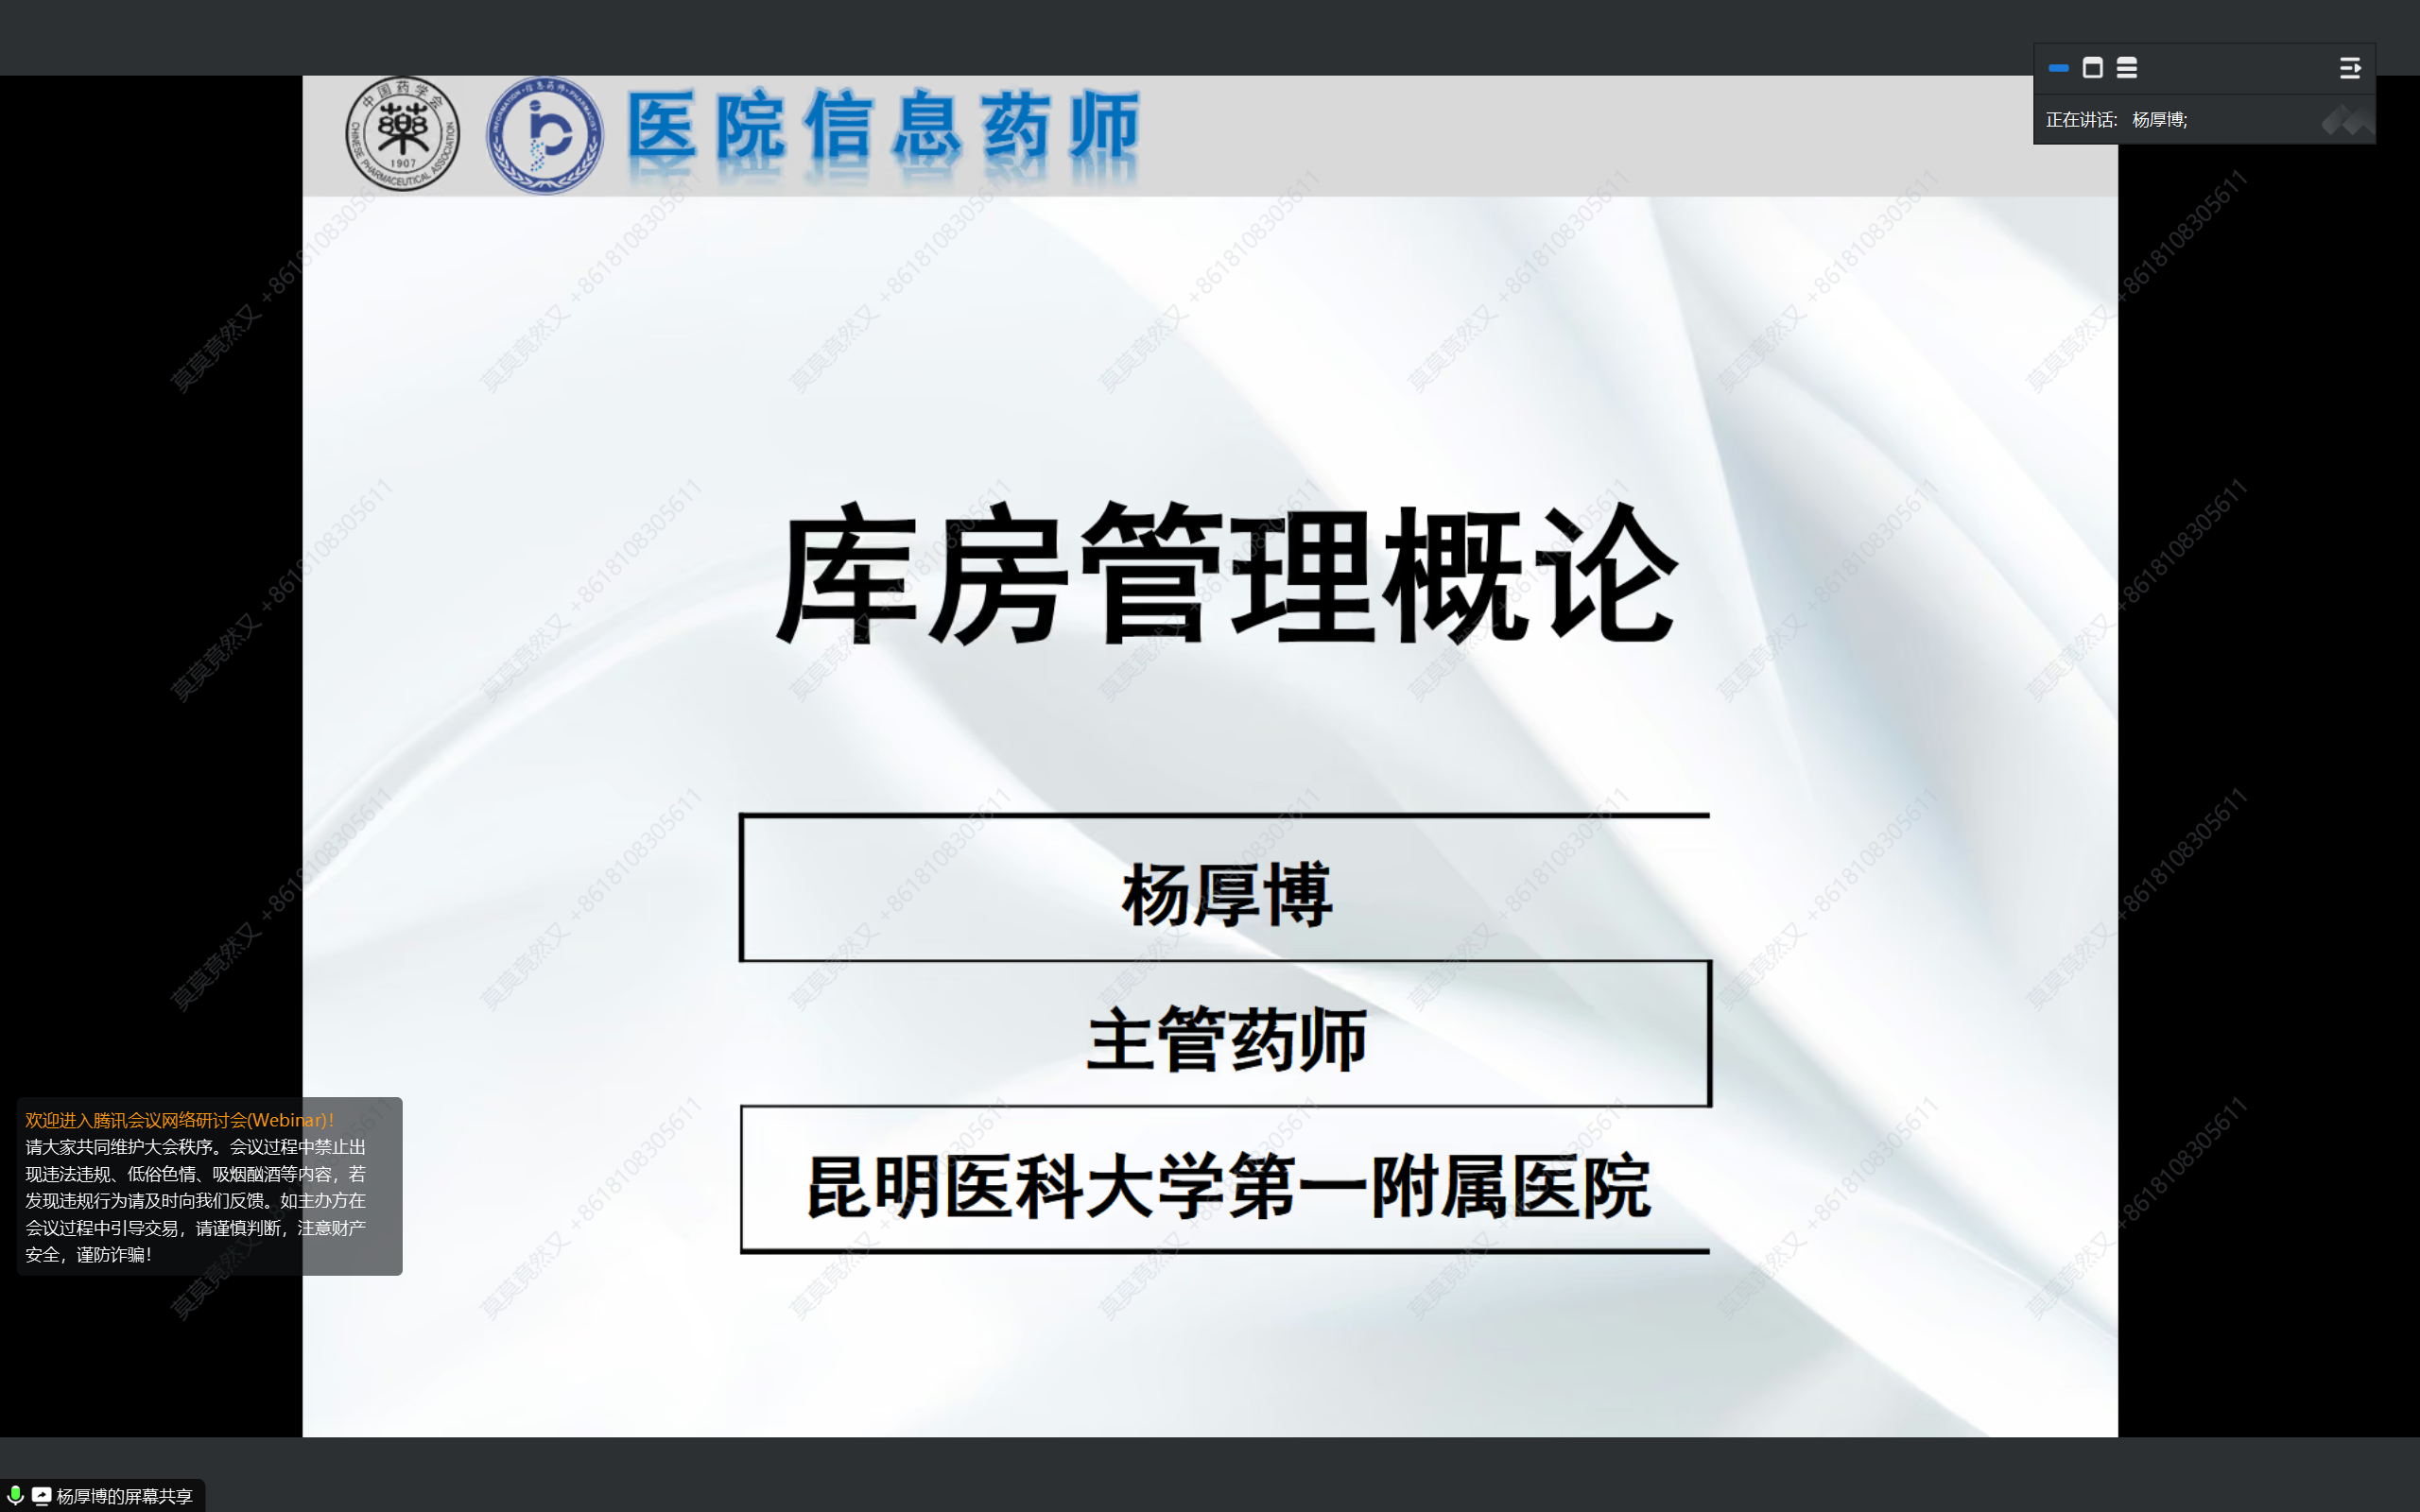 正在讲话: 杨厚博;
中国药学会
CHINESE PHARMACEUTICAL ASSOCIATION
1907
INFORMATION·信息药师·PHARMACIST
医院信息药师
库房管理概论
杨厚博
主管药师
昆明医科大学第一附属医院
欢迎进入腾讯会议网络研讨会(Webinar)！
请大家共同维护大会秩序。会议过程中禁止出
现违法违规、低俗色情、吸烟酗酒等内容，若
发现违规行为请及时向我们反馈。如主办方在
会议过程中引导交易，请谨慎判断，注意财产
安全，谨防诈骗！
杨厚博的屏幕共享
莫莫竟然又 +8618108305611